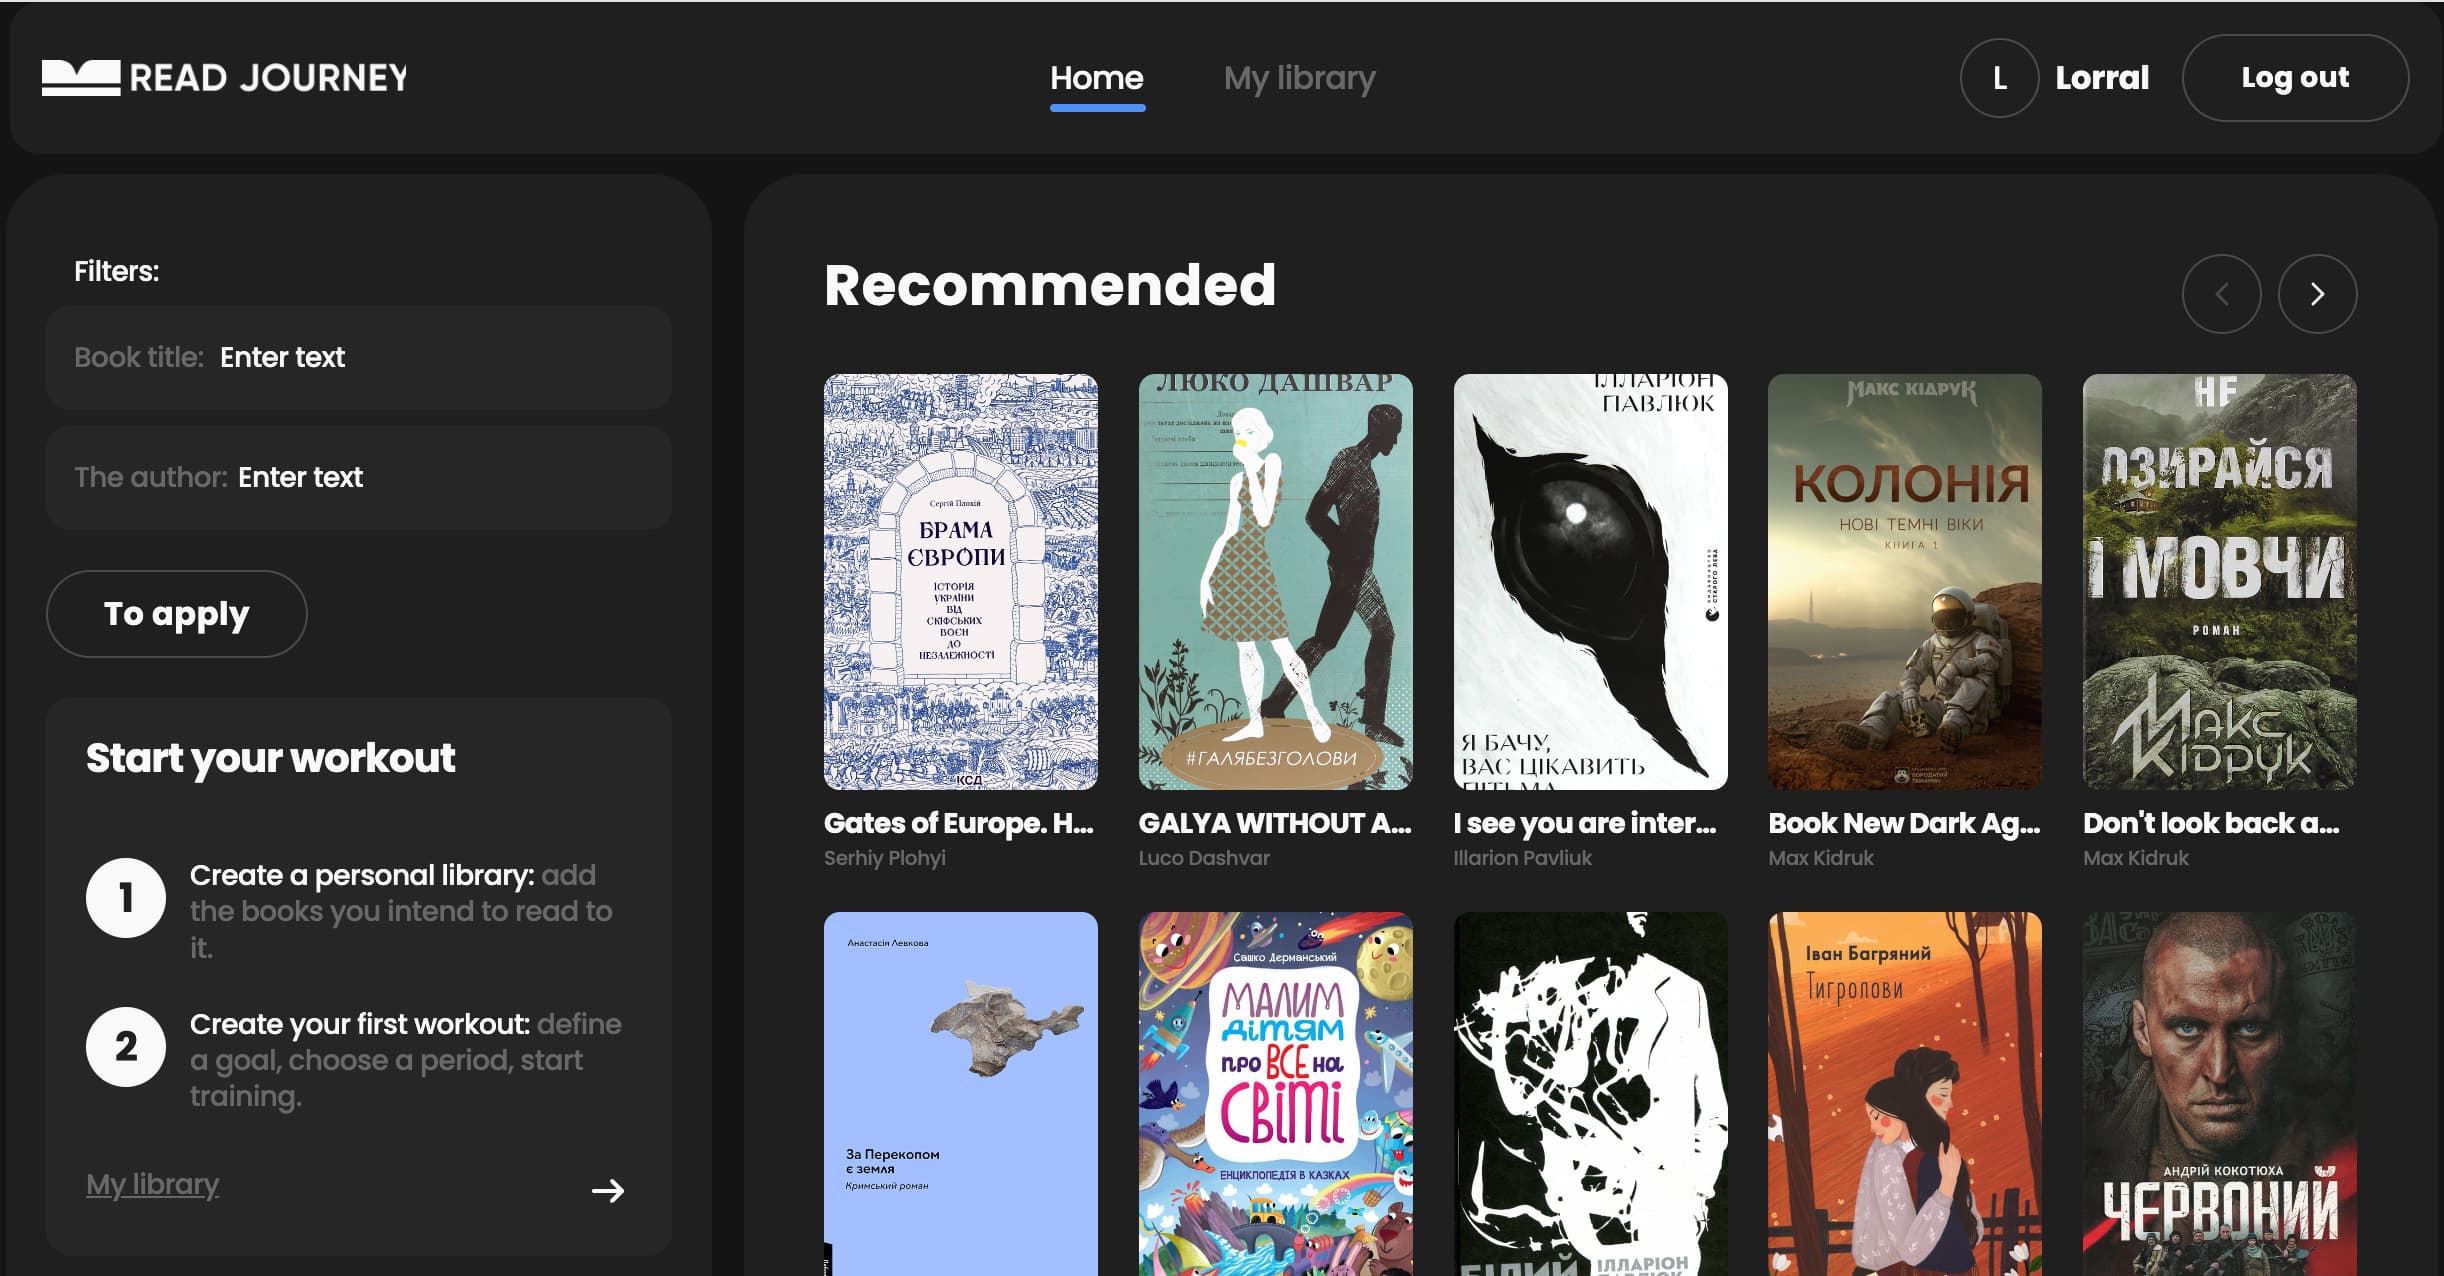 READ JOURNEY
Home
My library
L
Lorral
Log out
Filters:
Book title: Enter text
The author: Enter text
To apply
Start your workout
1
Create a personal library: add
the books you intend to read to
it.
2
Create your first workout: define
a goal, choose a period, start
training.
My library
Recommended
Сергій Плохій
БРАМА
ЄВРОПИ
ІСТОРІЯ
УКРАЇНИ
ВІД
СКІФСЬКИХ
ВОЄН
ДО
НЕЗАЛЕЖНОСТІ
КСД
Gates of Europe. H...
Serhiy Plohyi
ЛЮКО ДАШВАР
#ГАЛЯБЕЗГОЛОВИ
GALYA WITHOUT A...
Luco Dashvar
ІЛЛАРІОН
ПАВЛЮК
ВИДАВНИЦТВО
СТАРОГО ЛЕВА
Я БАЧУ,
ВАС ЦІКАВИТЬ
ПІТЬМА
I see you are inter...
Illarion Pavliuk
МАКС КІДРУК
КОЛОНІЯ
НОВІ ТЕМНІ ВІКИ
КНИГА 1
БОРОДАТИЙ
ТАМАРИН
Book New Dark Ag...
Max Kidruk
НЕ
ОЗИРАЙСЯ
І МОВЧИ
РОМАН
МАКС
КІДРУК
Don't look back a...
Max Kidruk
Анастасія Левкова
За Перекопом
є земля
Кримський роман
Сашко Дерманський
МАЛИМ
ДІТЯМ
ПРО ВСЕ НА
СВІТІ
ЕНЦИКЛОПЕДІЯ В КАЗКАХ
БІЛИЙ
ІЛЛАРІОН
ПАВЛЮК
Іван Багряний
Тигролови
АНДРІЙ КОКОТЮХА
ЧЕРВОНИЙ